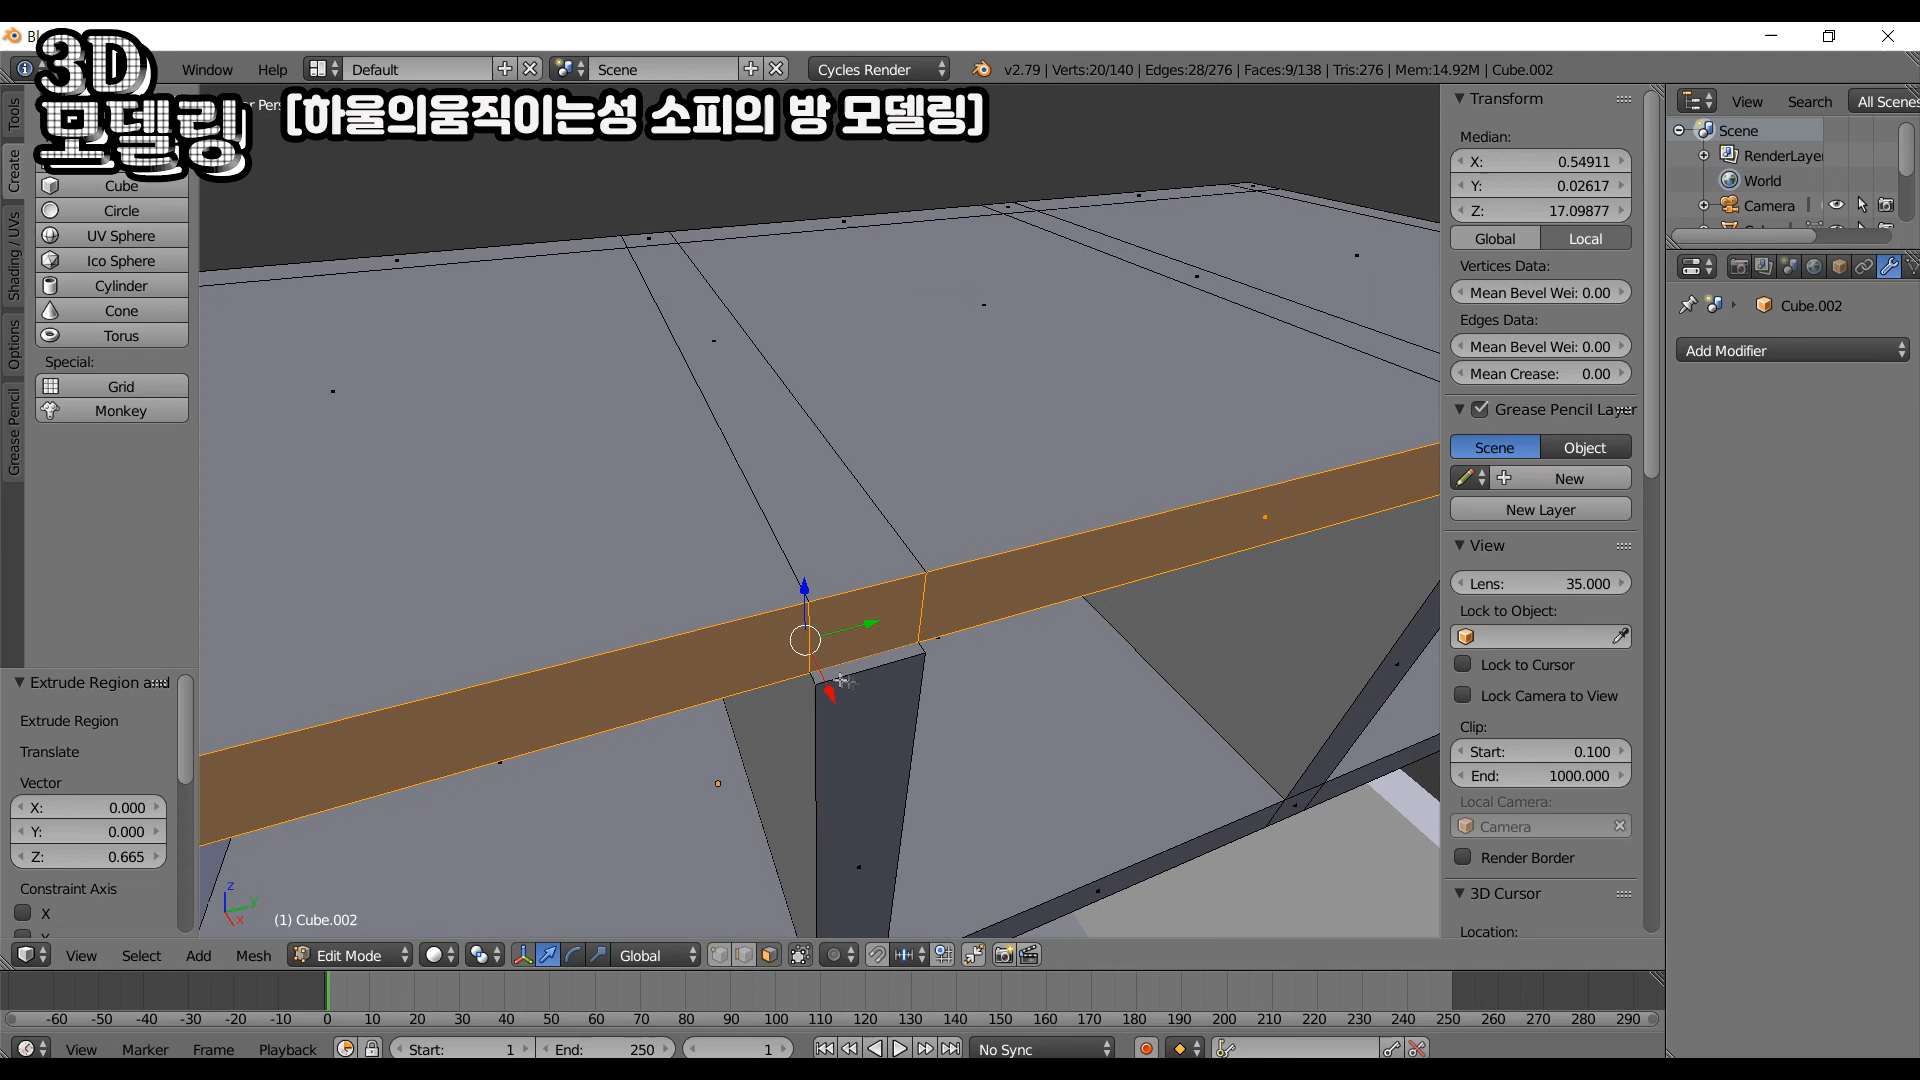 Bl
3D
모델링
[하울의움직이는성 소피의 방 모델링]
Window
Help
Default
Scene
Cycles Render
v2.79 | Verts:20/140 | Edges:28/276 | Faces:9/138 | Tris:276 | Mem:14.92M | Cube.002
Tools
Create
Shading / UVs
Options
Grease Pencil
Cube
Circle
UV Sphere
Ico Sphere
Cylinder
Cone
Torus
Special:
Grid
Monkey
Extrude Region and
Extrude Region
Translate
Vector
X: 0.000
Y: 0.000
Z: 0.665
Constraint Axis
X
z
y
x
(1) Cube.002
Transform
Median:
X: 0.54911
Y: 0.02617
Z: 17.09877
Global
Local
Vertices Data:
Mean Bevel Wei: 0.00
Edges Data:
Mean Bevel Wei: 0.00
Mean Crease: 0.00
Grease Pencil Layer
Scene
Object
New
New Layer
View
Lens: 35.000
Lock to Object:
Lock to Cursor
Lock Camera to View
Clip:
Start: 0.100
End: 1000.000
Local Camera:
Camera
Render Border
3D Cursor
Location:
View
Search
All Scenes
Scene
RenderLayer
World
Camera
Cube.002
Add Modifier
View
Select
Add
Mesh
Edit Mode
Global
-60 -50 -40 -30 -20 -10 0 10 20 30 40 50 60 70 80 90 100 110 120 130 140 150 160 170 180 190 200 210 220 230 240 250 260 270 280 290
View
Marker
Frame
Playback
Start: 1
End: 250
1
No Sync